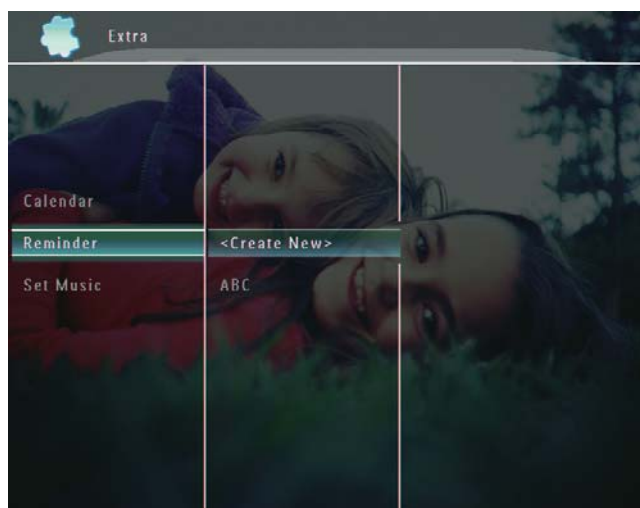 Extra
Calendar
Reminder
<Create New>
Set Music
ABC